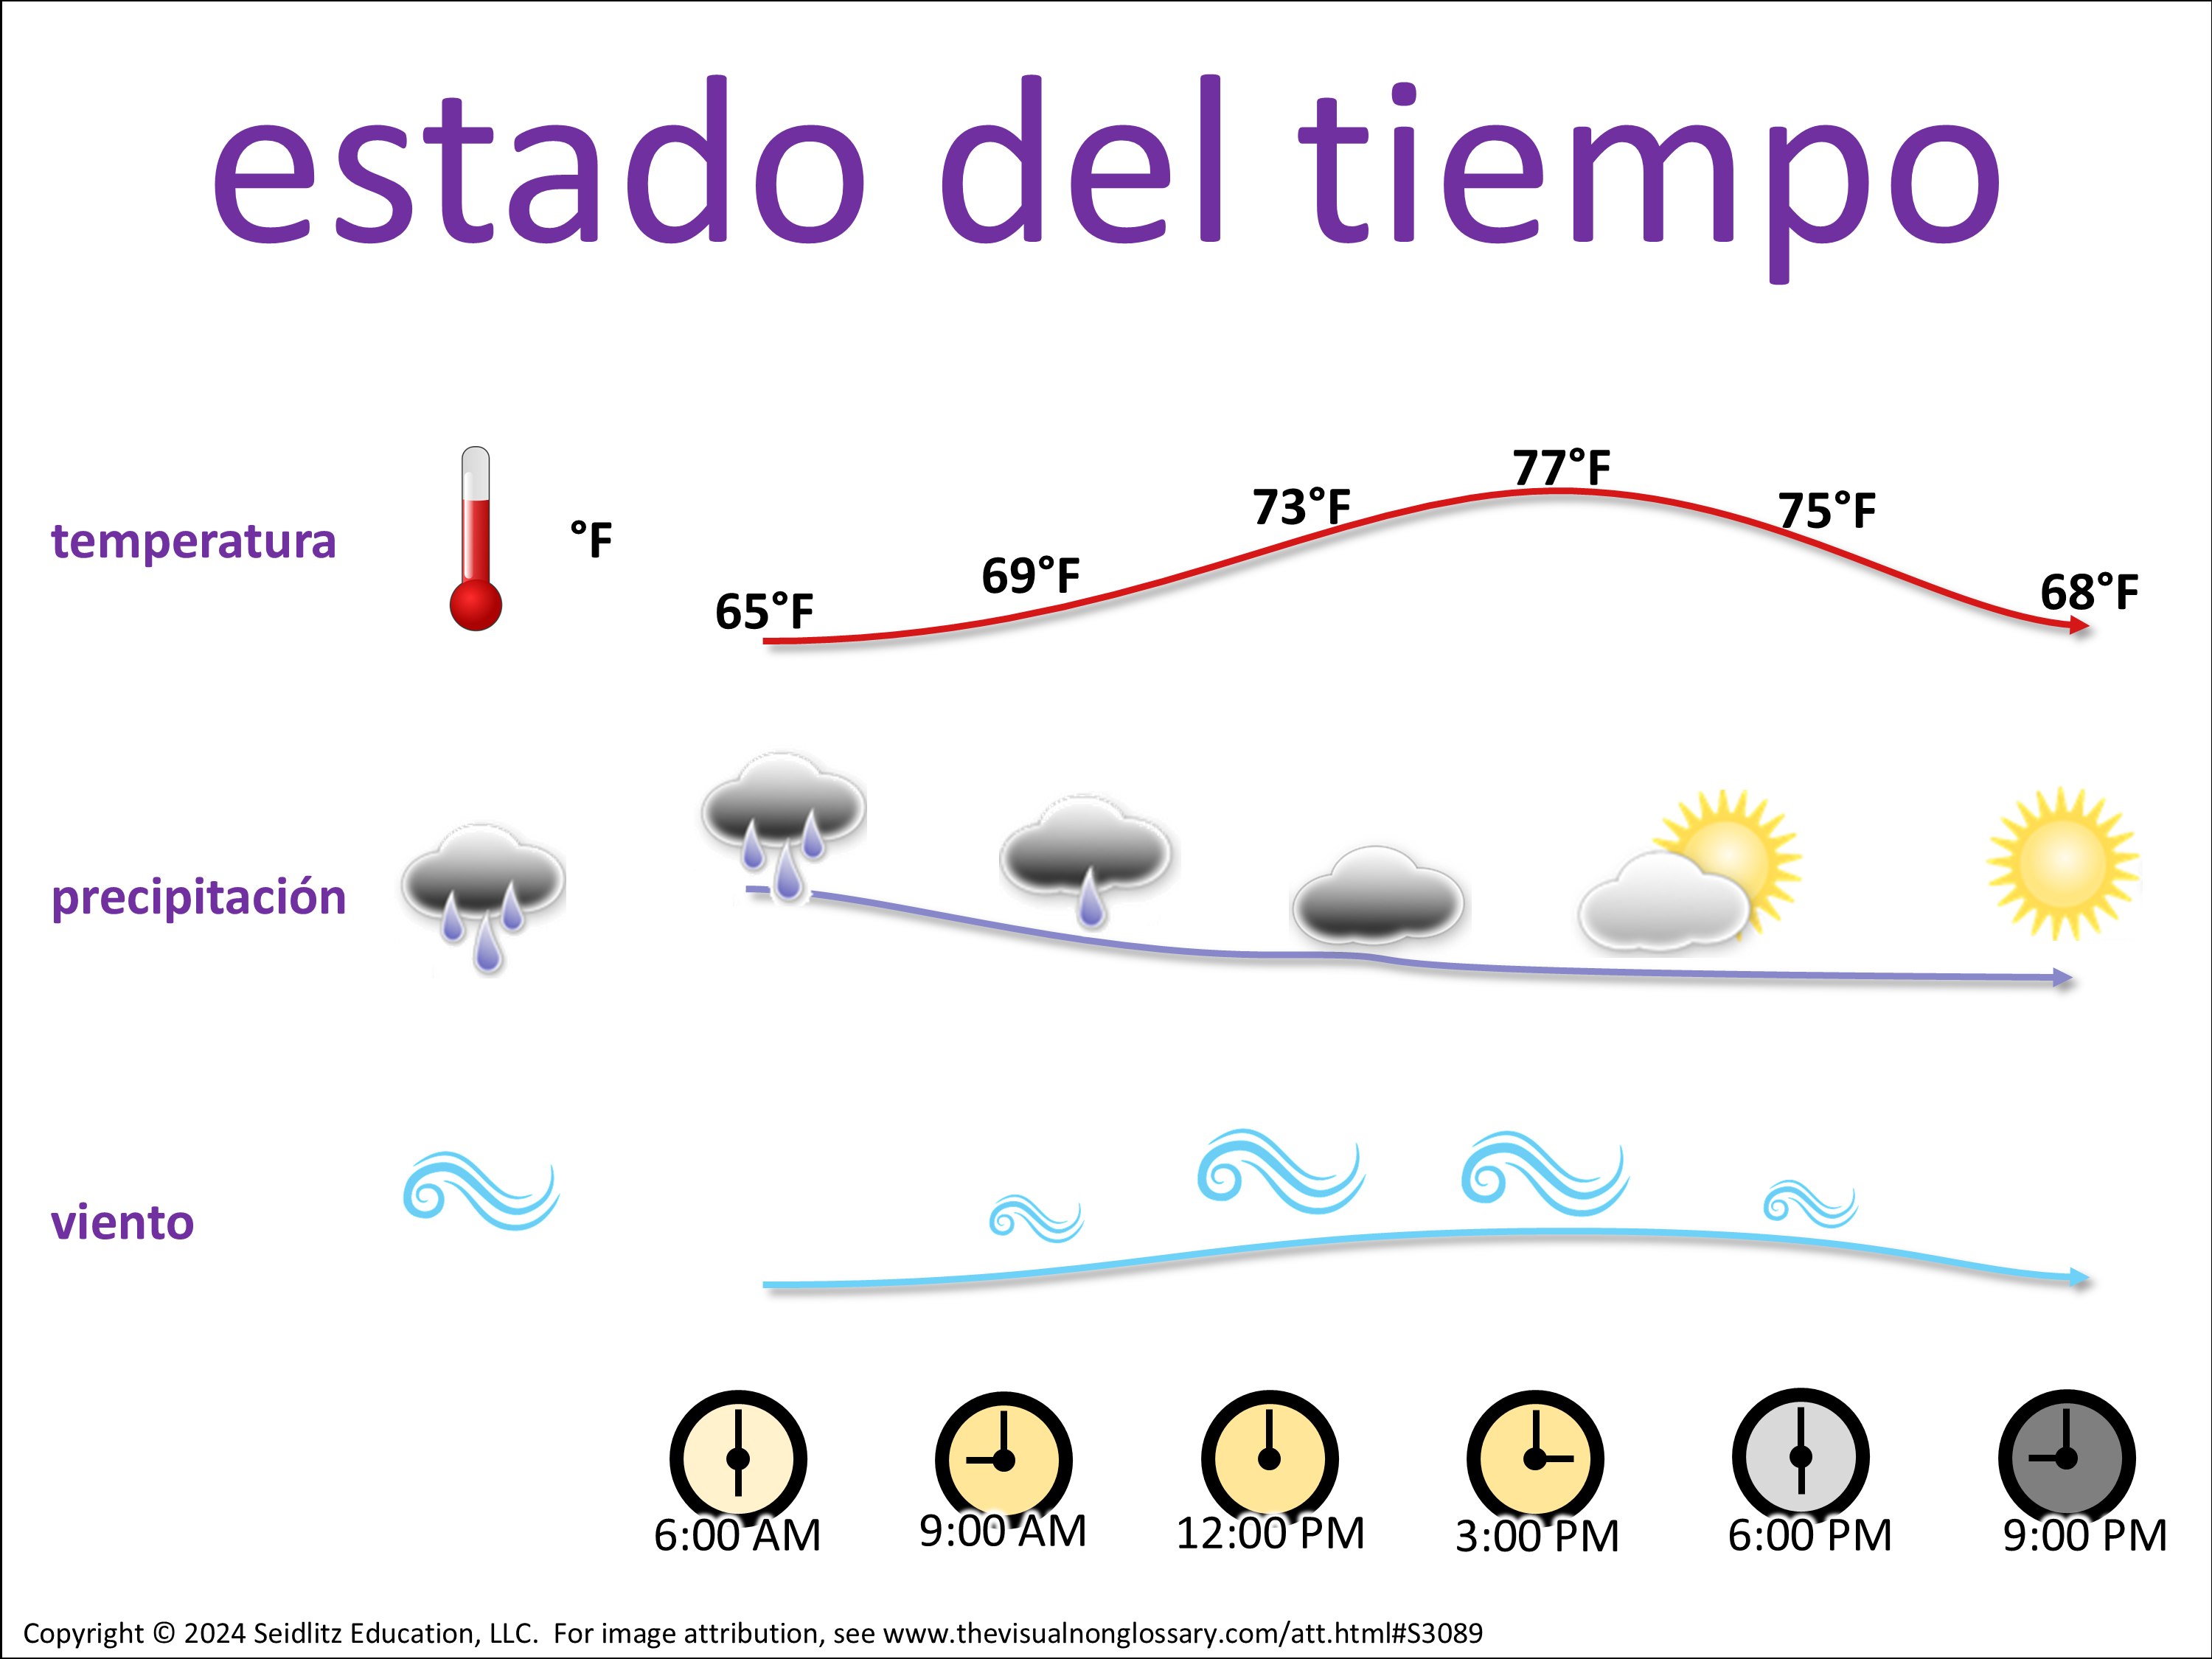 estado del tiempo
77°F
73°F
75°F
temperatura °F
69°F
68°F
65°F
precipitación
viento
6:00 AM 9:00 AM 12:00 PM 3:00 PM 6:00 PM 9:00 PM
Copyright © 2024 Seidlitz Education, LLC. For image attribution, see www.thevisualnonglossary.com/att.html#S3089